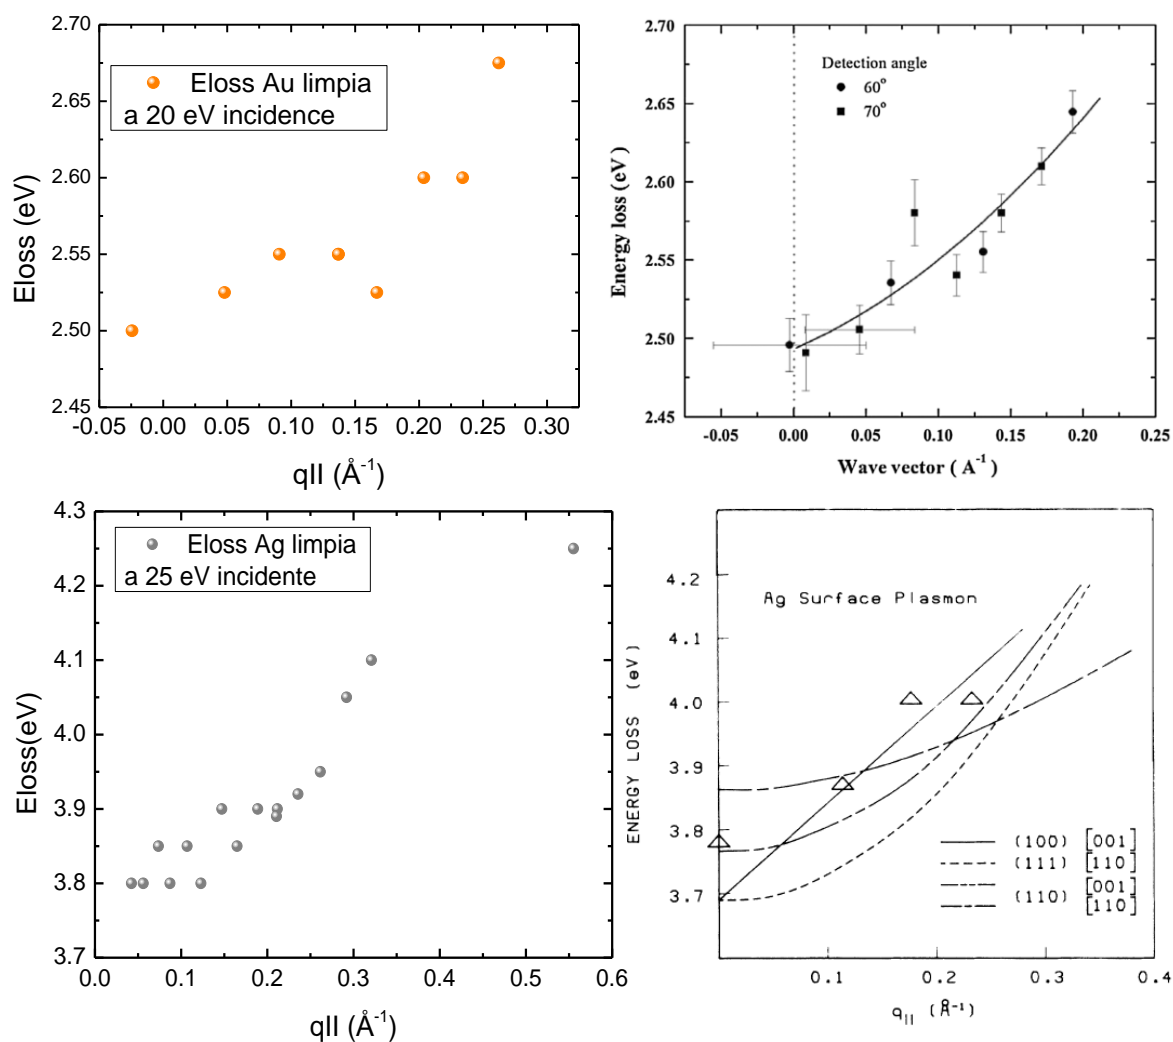 2.70
2.65
2.60
2.55
2.50
2.45
Eloss (eV)
Eloss Au limpia
a 20 eV incidence
-0.05 0.00 0.05 0.10 0.15 0.20 0.25 0.30
qII (Å-1)
2.70
2.65
2.60
2.55
2.50
2.45
Energy loss (eV)
Detection angle
60°
70°
-0.05 0.00 0.05 0.10 0.15 0.20 0.25
Wave vector ( A-1)
4.3
4.2
4.1
4.0
3.9
3.8
3.7
Eloss(eV)
Eloss Ag limpia
a 25 eV incidente
0.0 0.1 0.2 0.3 0.4 0.5 0.6
qII (Å-1)
4.2
4.1
4.0
3.9
3.8
3.7
ENERGY LOSS (eV)
Ag Surface Plasmon
(100) [001]
(111) [110]
(110) [001]
[110]
0.1 0.2 0.3 0.4
q|| (Å-1)